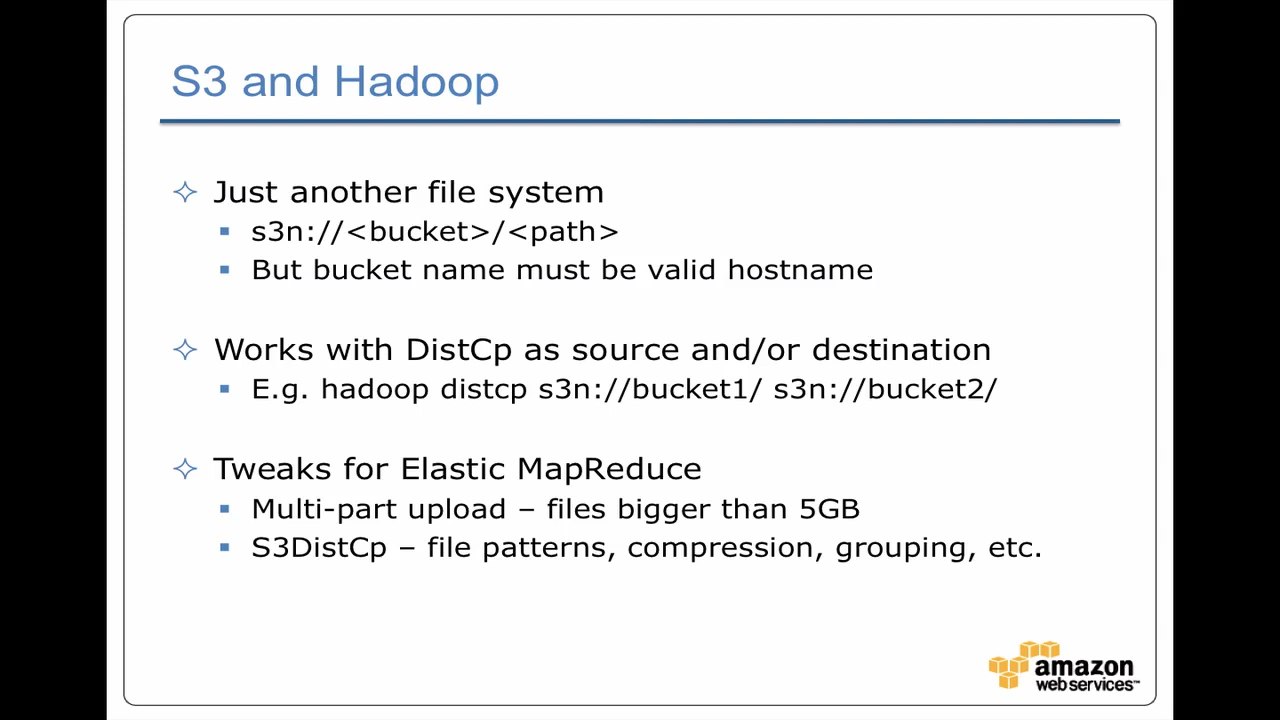 S3 and Hadoop
Just another file system
s3n://<bucket>/<path>
But bucket name must be valid hostname
Works with DistCp as source and/or destination
E.g. hadoop distcp s3n://bucket1/ s3n://bucket2/
Tweaks for Elastic MapReduce
Multi-part upload – files bigger than 5GB
S3DistCp – file patterns, compression, grouping, etc.
amazon
web services™